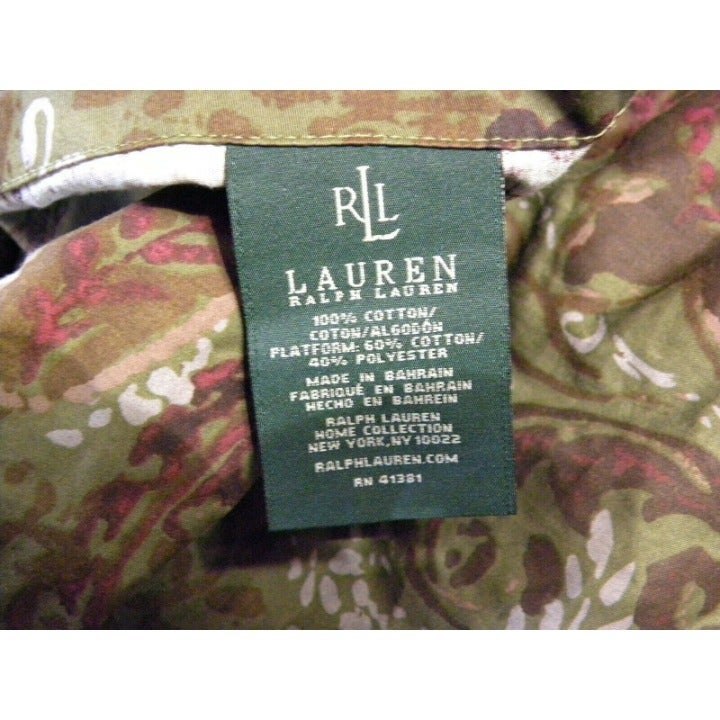 RLL
LAUREN
RALPH LAUREN
100% COTTON/
COTON/ALGODÓN
PLATFORM: 60% COTTON/
40% POLYESTER
MADE IN BAHRAIN
FABRIQUÉ EN BAHRAIN
HECHO EN BAHREIN
RALPH LAUREN
HOME COLLECTION
NEW YORK,NY 10022
RALPHLAUREN.COM
RN 41381